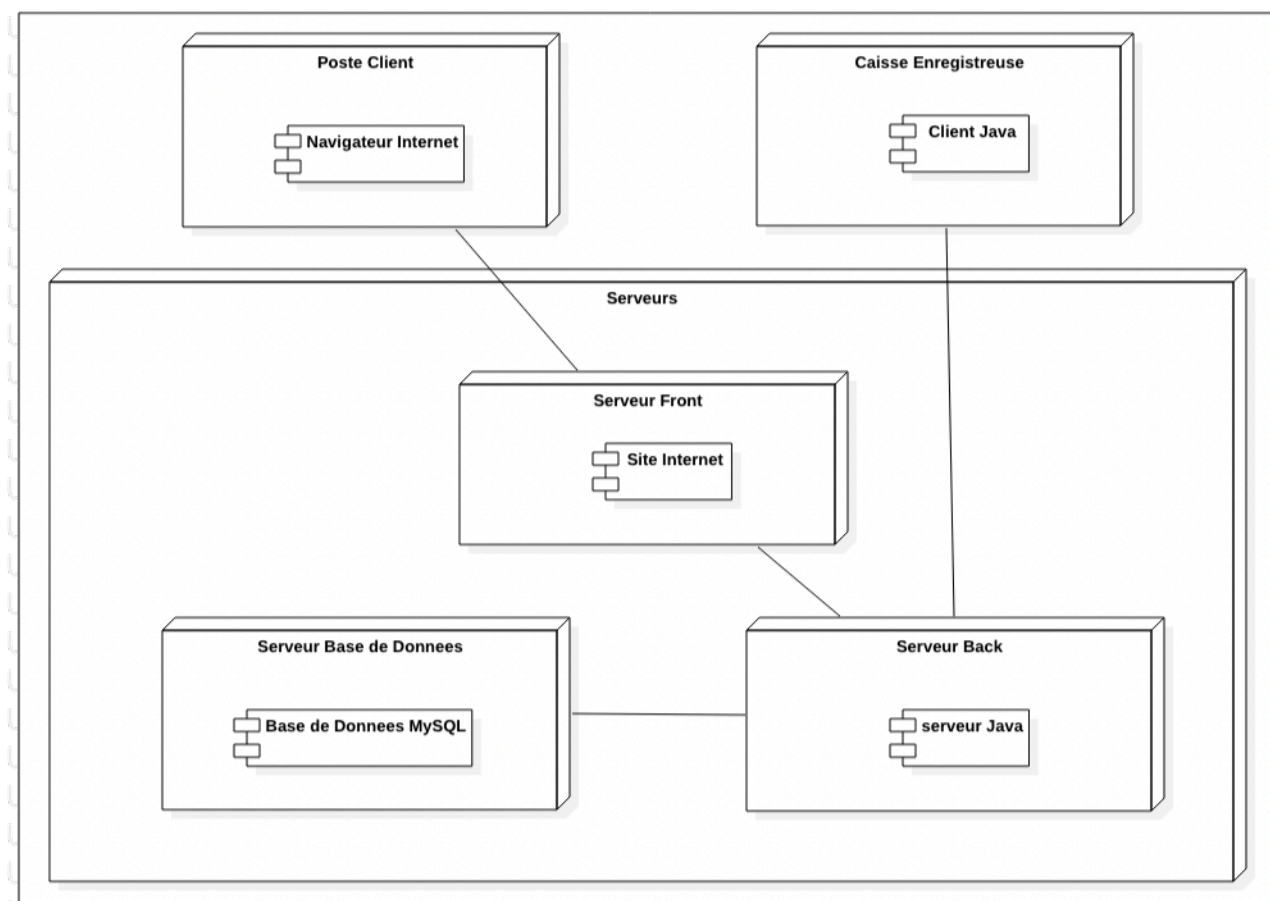 Poste Client
Caisse Enregistreuse
Navigateur Internet
Client Java
Serveurs
Serveur Front
Site Internet
Serveur Base de Donnees
Serveur Back
Base de Donnees MySQL
serveur Java